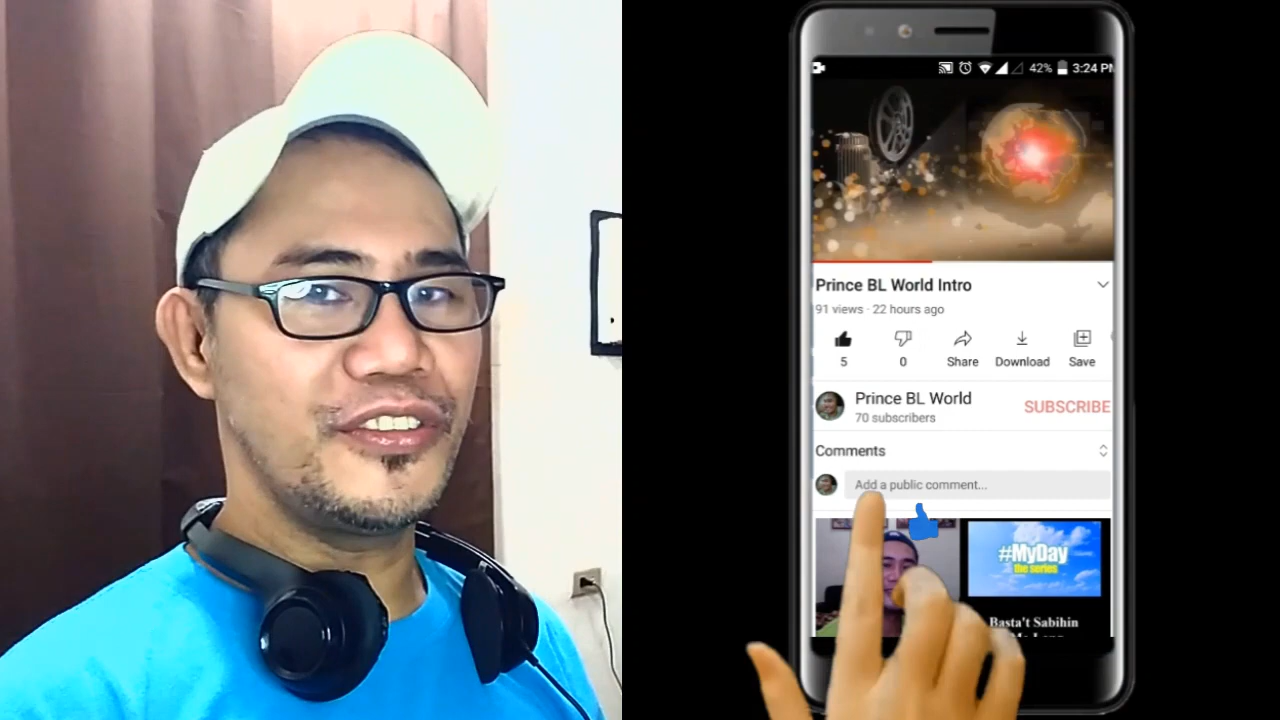 42% 3:24 PM
Prince BL World Intro
91 views · 22 hours ago
5 0 Share Download Save
Prince BL World
SUBSCRIBE
70 subscribers
Comments
Add a public comment...
#MyDay
the series
Basta't Sabihin